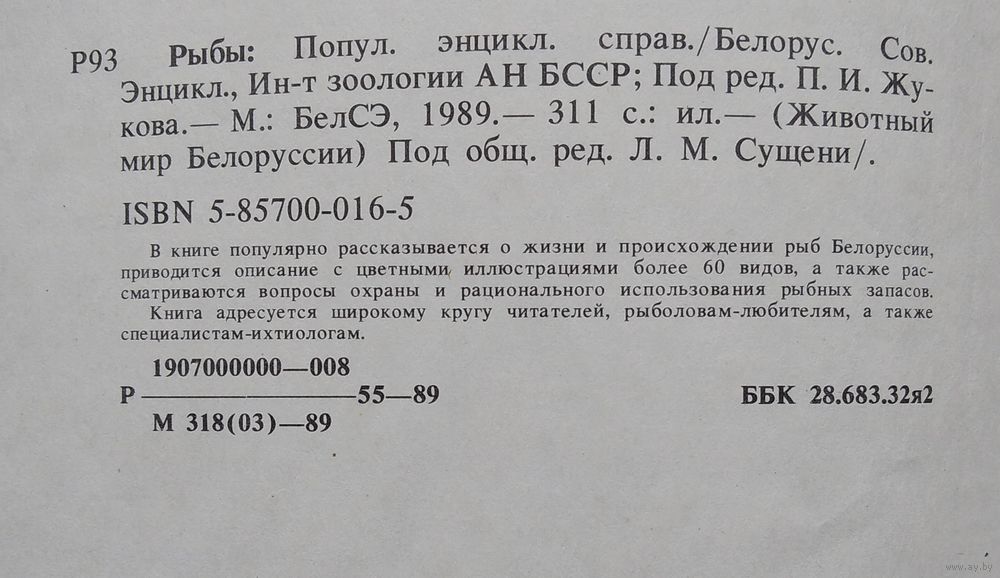 Р93 Рыбы: Попул. энцикл. справ./Белорус. Сов.
Энцикл., Ин-т зоологии АН БССР; Под ред. П. И. Жу-
кова.— М.: БелСЭ, 1989.— 311 с.: ил.— (Животный
мир Белоруссии) Под общ. ред. Л. М. Сущени/.
ISBN 5-85700-016-5
В книге популярно рассказывается о жизни и происхождении рыб Белоруссии,
приводится описание с цветными иллюстрациями более 60 видов, а также рас-
сматриваются вопросы охраны и рационального использования рыбных запасов.
Книга адресуется широкому кругу читателей, рыболовам-любителям, а также
специалистам-ихтиологам.
1907000000—008
Р ————— 55—89 ББК 28.683.32я2
М 318(03)—89
www.ay.by